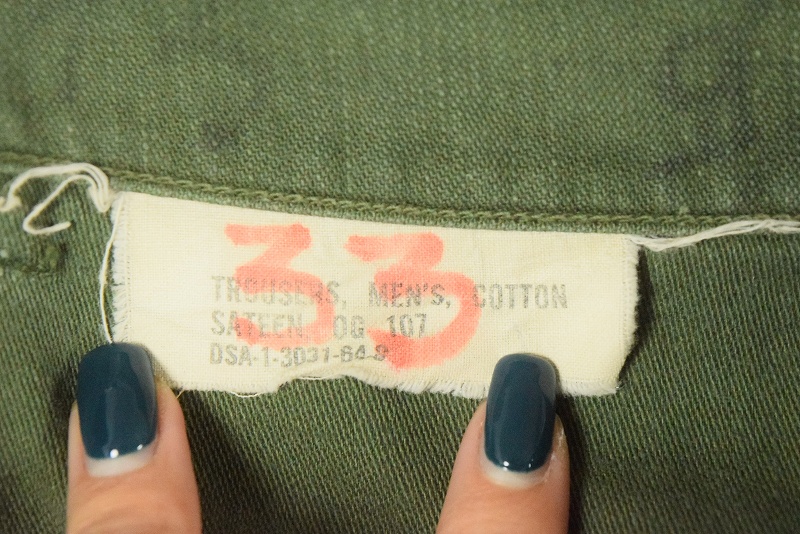 33
TROUSERS, MEN'S, COTTON
SATEEN OG 107
DSA-1-3031-64-8